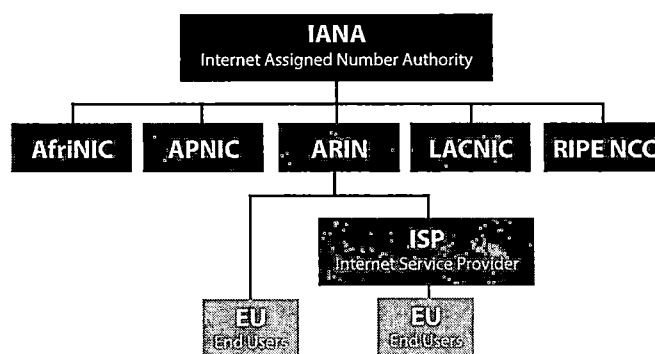 IANA
Internet Assigned Number Authority
AfriNIC
APNIC
ARIN
LACNIC
RIPE NCC
ISP
Internet Service Provider
EU
End Users
EU
End Users